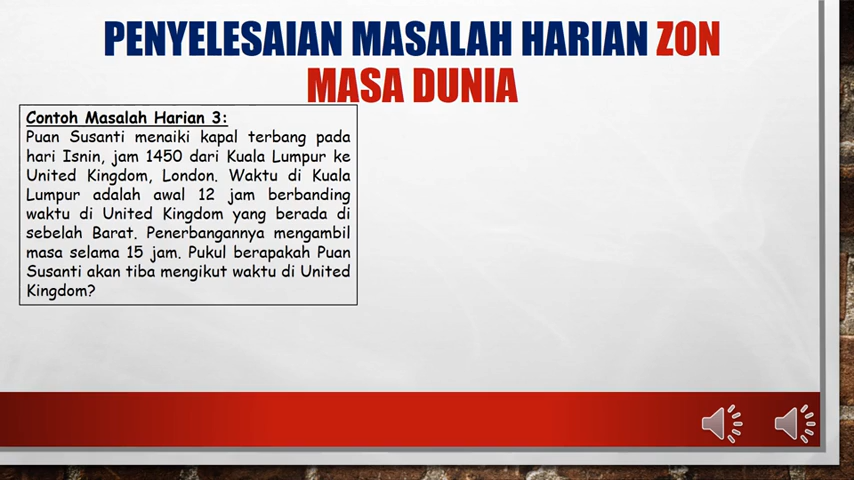 PENYELESAIAN MASALAH HARIAN ZON
MASA DUNIA
Contoh Masalah Harian 3:
Puan Susanti menaiki kapal terbang pada
hari Isnin, jam 1450 dari Kuala Lumpur ke
United Kingdom, London. Waktu di Kuala
Lumpur adalah awal 12 jam berbanding
waktu di United Kingdom yang berada di
sebelah Barat. Penerbangannya mengambil
masa selama 15 jam. Pukul berapakah Puan
Susanti akan tiba mengikut waktu di United
Kingdom?